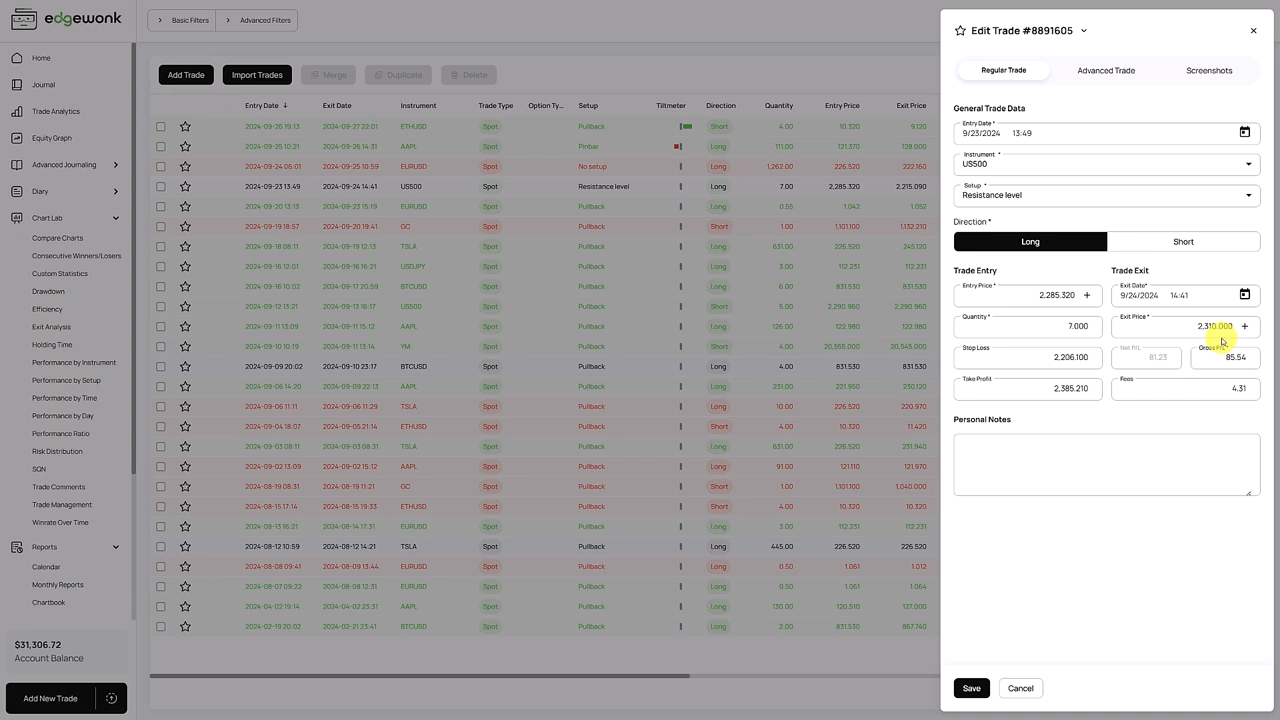 edgewonk
Home
Journal
Trade Analytics
Equity Graph
Advanced Journaling
Diary
Chart Lab
Compare Charts
Consecutive Winners/Losers
Custom Statistics
Drawdown
Efficiency
Exit Analysis
Holding Time
Performance by Instrument
Performance by Setup
Performance by Time
Performance by Day
Performance Ratio
Risk Distribution
SQN
Trade Comments
Trade Management
Winrate Over Time
Reports
Calendar
Monthly Reports
Chartbook
$31,306.72
Account Balance
Add New Trade
Basic Filters Advanced Filters
Add Trade Import Trades Merge Duplicate Delete
Entry Date Exit Date Instrument Trade Type Option Ty... Setup Tiltmeter Direction Quantity Entry Price Exit Price
2024-09-26 19:13 2024-09-27 22:01 ETHUSD Spot Pullback Short 4.00 10.320 9.120
2024-09-25 10:21 2024-09-26 14:31 AAPL Spot Pinbar Long 111.00 121.370 128.000
2024-09-25 10:59 EURUSD Spot No setup Long 1,262.00 226.520 222.160
2024-09-23 13:49 2024-09-24 14:41 US500 Spot Resistance level Long 7.00 2,285.320 2,215.090
2024-09-23 15:19 EURUSD Spot Pullback Long 0.55 1.042 1.052
2024-09-19 18:57 2024-09-20 19:41 GC Spot Pullback Short 1.00 1,101.100 1,132.210
2024-09-18 08:11 2024-09-19 12:13 TSLA Spot Pullback Long 631.00 226.520 245.120
2024-09-16 12:01 2024-09-16 16:21 USDJPY Spot Pullback Long 3.00 112.231
2024-09-16 10:02 2024-09-17 20:59 BTCUSD Spot Pullback Long 6.00 831.530
2024-09-12 13:21 2024-09-13 16:17 US500 Spot Pullback Short 5.00 2,290.960
2024-09-11 13:09 2024-09-11 15:12 AAPL Spot Pullback Long 126.00 122.980 126.980
2024-09-10 11:39 2024-09-11 13:14 YM Spot Pullback Long 4.00 20,555.000 20,545.000
2024-09-09 20:02 2024-09-10 23:17 BTCUSD Spot Pullback Long 4.00 831.530 831.530
2024-09-06 14:20 2024-09-09 22:13 AAPL Spot Pullback Long 231.00 221.950 230.120
2024-09-06 11:11 2024-09-06 11:29 TSLA Spot Pullback Long 10.00 226.520 220.970
2024-09-04 18:02 2024-09-05 21:14 ETHUSD Spot Pullback Short 4.00 10.320 11.420
2024-09-03 08:11 2024-09-03 08:31 TSLA Spot Pullback Long 631.00 226.520 231.940
2024-09-02 13:09 2024-09-02 15:12 AAPL Spot Pullback Long 91.00 121.110 121.970
2024-08-19 08:31 2024-08-19 11:21 GC Spot Pullback Short 1.00 1,101.100 1,040.000
2024-08-15 17:14 2024-08-15 19:33 ETHUSD Spot Pullback Short 4.00 10.320 10.320
2024-08-13 16:21 2024-08-14 17:31 EURUSD Spot Pullback Long 3.00 112.231
2024-08-12 10:59 2024-08-12 14:21 TSLA Spot Pullback Long 445.00 226.520 226.520
2024-08-08 09:41 2024-08-09 13:44 EURUSD Spot Pullback Long 0.50 1.061 1.012
2024-08-07 09:22 2024-08-08 12:31 EURUSD Spot Pullback Long 0.50 1.061 1.064
2024-04-02 19:14 2024-04-02 23:31 AAPL Spot Pullback Long 130.00 120.510 127.000
2024-02-19 20:02 2024-02-21 23:41 BTCUSD Spot Pullback Long 2.00 831.530 867.740
Edit Trade #8891605
Regular Trade Advanced Trade Screenshots
General Trade Data
Entry Date *
9/23/2024 13:49
Instrument *
US500
Setup *
Resistance level
Direction *
Long Short
Trade Entry Trade Exit
Entry Price * Exit Date*
2,285.320 + 9/24/2024 14:41
Quantity * Exit Price *
7.000 2,310.000 +
Stop Loss Net P/L
2,206.100 81.23 85.54
Take Profit Fees
2,385.210 4.31
Personal Notes
Save Cancel